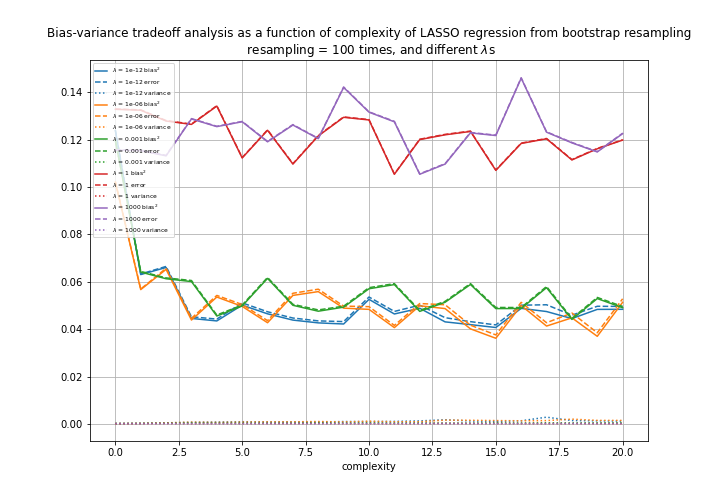 Bias-variance tradeoff analysis as a function of complexity of LASSO regression from bootstrap resampling
resampling = 100 times, and different λs
λ = 1e-12 bias²
λ = 1e-12 error
λ = 1e-12 variance
λ = 1e-06 bias²
λ = 1e-06 error
λ = 1e-06 variance
λ = 0.001 bias²
λ = 0.001 error
λ = 0.001 variance
λ = 1 bias²
λ = 1 error
λ = 1 variance
λ = 1000 bias²
λ = 1000 error
λ = 1000 variance
0.14
0.12
0.10
0.08
0.06
0.04
0.02
0.00
0.0 2.5 5.0 7.5 10.0 12.5 15.0 17.5 20.0
complexity